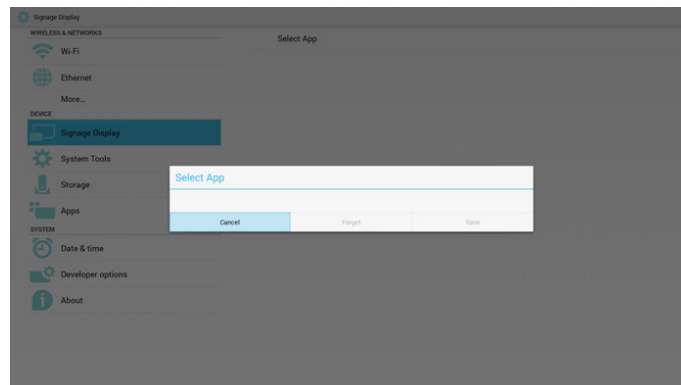 Signage Display
WIRELESS & NETWORKS
Wi-Fi
Ethernet
More...
DEVICE
Signage Display
System Tools
Storage
Apps
SYSTEM
Date & time
Developer options
About
Select App
Select App
Cancel
Forget
Save